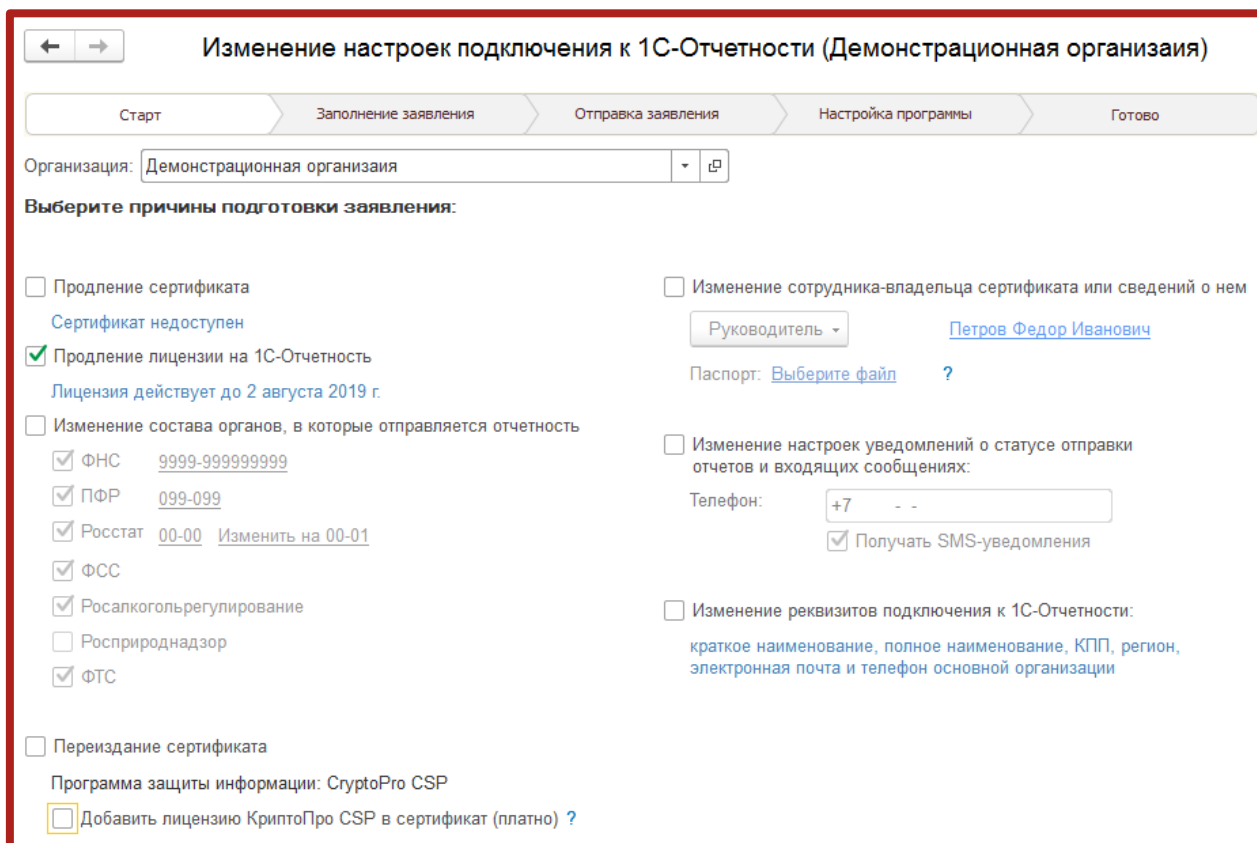 Изменение настроек подключения к 1С-Отчетности (Демонстрационная организаия)
Старт
Заполнение заявления
Отправка заявления
Настройка программы
Готово
Организация: Демонстрационная организаия
Выберите причины подготовки заявления:
Продление сертификата
Сертификат недоступен
Продление лицензии на 1С-Отчетность
Лицензия действует до 2 августа 2019 г.
Изменение состава органов, в которые отправляется отчетность
ФНС 9999-999999999
ПФР 099-099
Росстат 00-00 Изменить на 00-01
ФСС
Росалкогольрегулирование
Росприроднадзор
ФТС
Переиздание сертификата
Программа защиты информации: CryptoPro CSP
Добавить лицензию КриптоПро CSP в сертификат (платно) ?
Изменение сотрудника-владельца сертификата или сведений о нем
Руководитель Петров Федор Иванович
Паспорт: Выберите файл ?
Изменение настроек уведомлений о статусе отправки
отчетов и входящих сообщениях:
Телефон: +7 - -
Получать SMS-уведомления
Изменение реквизитов подключения к 1С-Отчетности:
краткое наименование, полное наименование, КПП, регион,
электронная почта и телефон основной организации